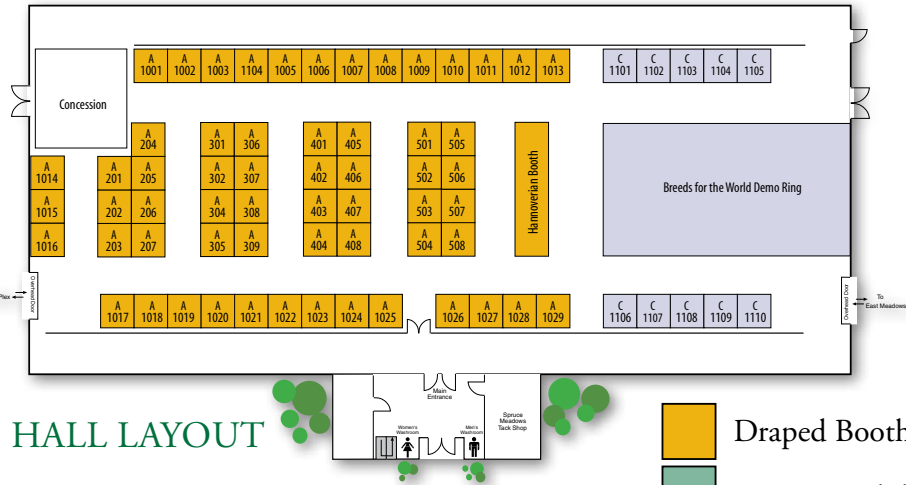 A 1001
A 1002
A 1003
A 1104
A 1005
A 1006
A 1007
A 1008
A 1009
A 1010
A 1011
A 1012
A 1013
C 1101
C 1102
C 1103
C 1104
C 1105
Concession
A 204
A 301
A 306
A 401
A 405
A 501
A 505
Hannoverian Booth
Breeds for the World Demo Ring
A 1014
A 201
A 205
A 302
A 307
A 402
A 406
A 502
A 506
A 1015
A 202
A 206
A 304
A 308
A 403
A 407
A 503
A 507
A 1016
A 203
A 207
A 305
A 309
A 404
A 408
A 504
A 508
Plex
Overhead Door
Overhead Door
To
East Meadows
A 1017
A 1018
A 1019
A 1020
A 1021
A 1022
A 1023
A 1024
A 1025
A 1026
A 1027
A 1028
A 1029
C 1106
C 1107
C 1108
C 1109
C 1110
Main
Entrance
Spruce
Meadows
Tack Shop
Women's
Washroom
Men's
Washroom
HALL LAYOUT
Draped Booth